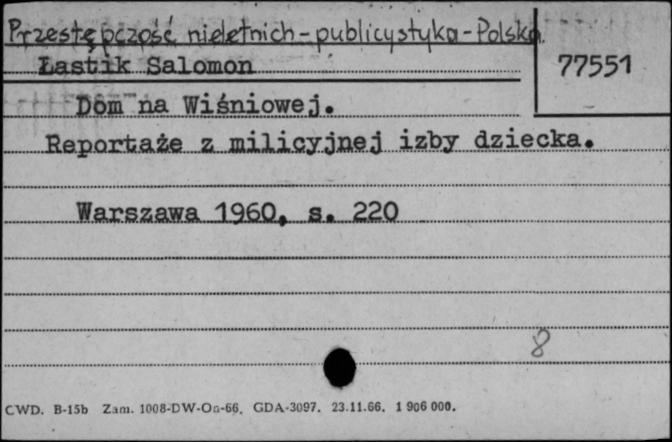 Przestępczość nieletnich - publicystyka - Polska.
Łastik Salomon
77551
Dom na Wiśniowej.
Reportaże z milicyjnej izby dziecka.
Warszawa 1960, s. 220
8
CWD. B-15b Zam. 1008-DW-On-66. GDA-3097. 23.11.66. 1 906 000.